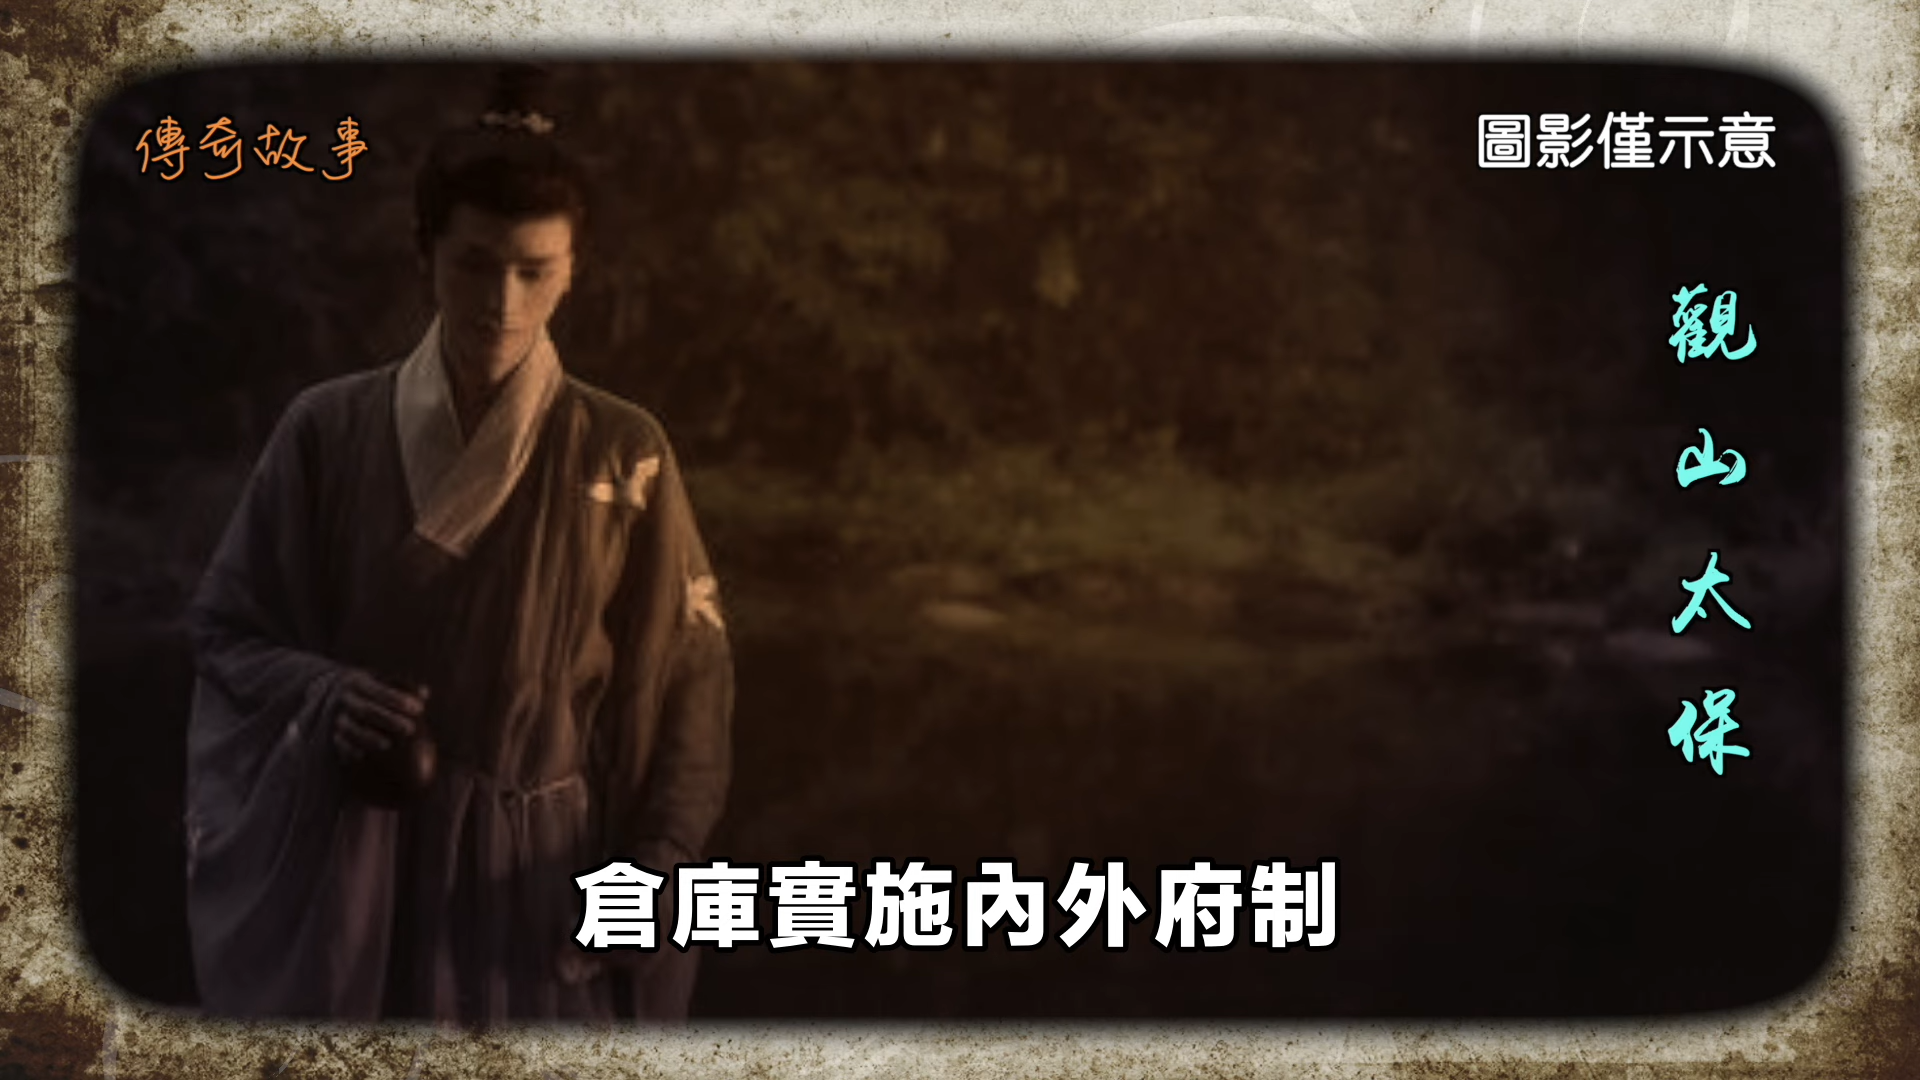 傳奇故事
圖影僅示意
觀山太保
倉庫實施內外府制